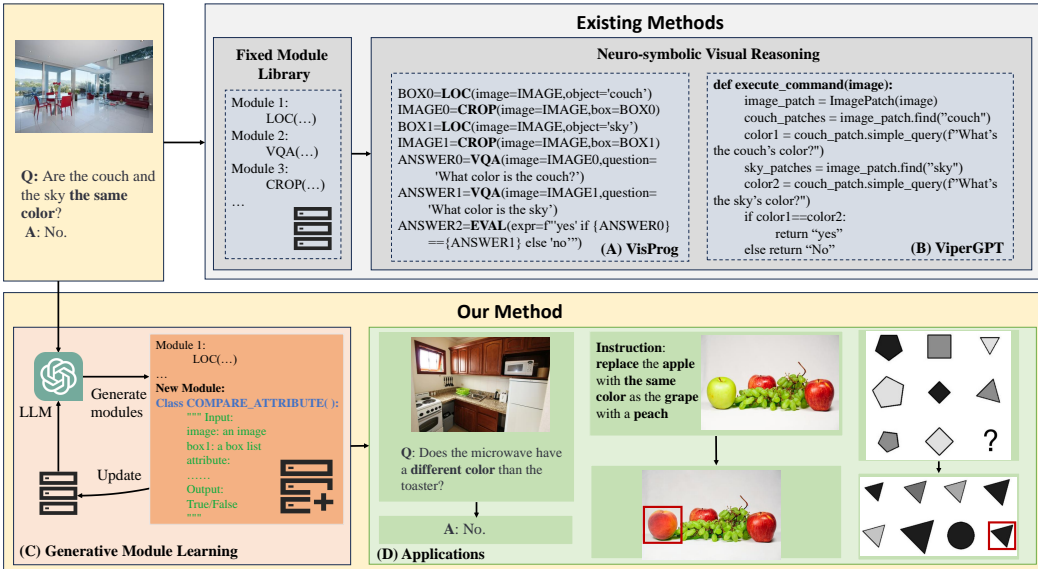 Existing Methods
Q: Are the couch and
the sky the same
color?
A: No.
Fixed Module
Library
Module 1:
LOC(…)
Module 2:
VQA(…)
Module 3:
CROP(…)
…
Neuro-symbolic Visual Reasoning
BOX0=LOC(image=IMAGE,object='couch')
IMAGE0=CROP(image=IMAGE,box=BOX0)
BOX1=LOC(image=IMAGE,object='sky')
IMAGE1=CROP(image=IMAGE,box=BOX1)
ANSWER0=VQA(image=IMAGE0,question=
'What color is the couch?')
ANSWER1=VQA(image=IMAGE1,question=
'What color is the sky')
ANSWER2=EVAL(expr=f"'yes' if {ANSWER0}
=={ANSWER1} else 'no'")
(A) VisProg
def execute_command(image):
image_patch = ImagePatch(image)
couch_patches = image_patch.find("couch")
color1 = couch_patch.simple_query(f"What's
the couch's color?")
sky_patches = image_patch.find("sky")
color2 = couch_patch.simple_query(f"What's
the sky's color?")
if color1==color2:
return "yes"
else return "No"
(B) ViperGPT
Our Method
LLM
Generate
modules
Update
Module 1:
LOC(…)
…
New Module:
Class COMPARE_ATTRIBUTE( ):
""" Input:
image: an image
box1: a box list
attribute:
……
Output:
True/False
"""
(C) Generative Module Learning
Q: Does the microwave have
a different color than the
toaster?
A: No.
(D) Applications
Instruction:
replace the apple
with the same
color as the grape
with a peach
?